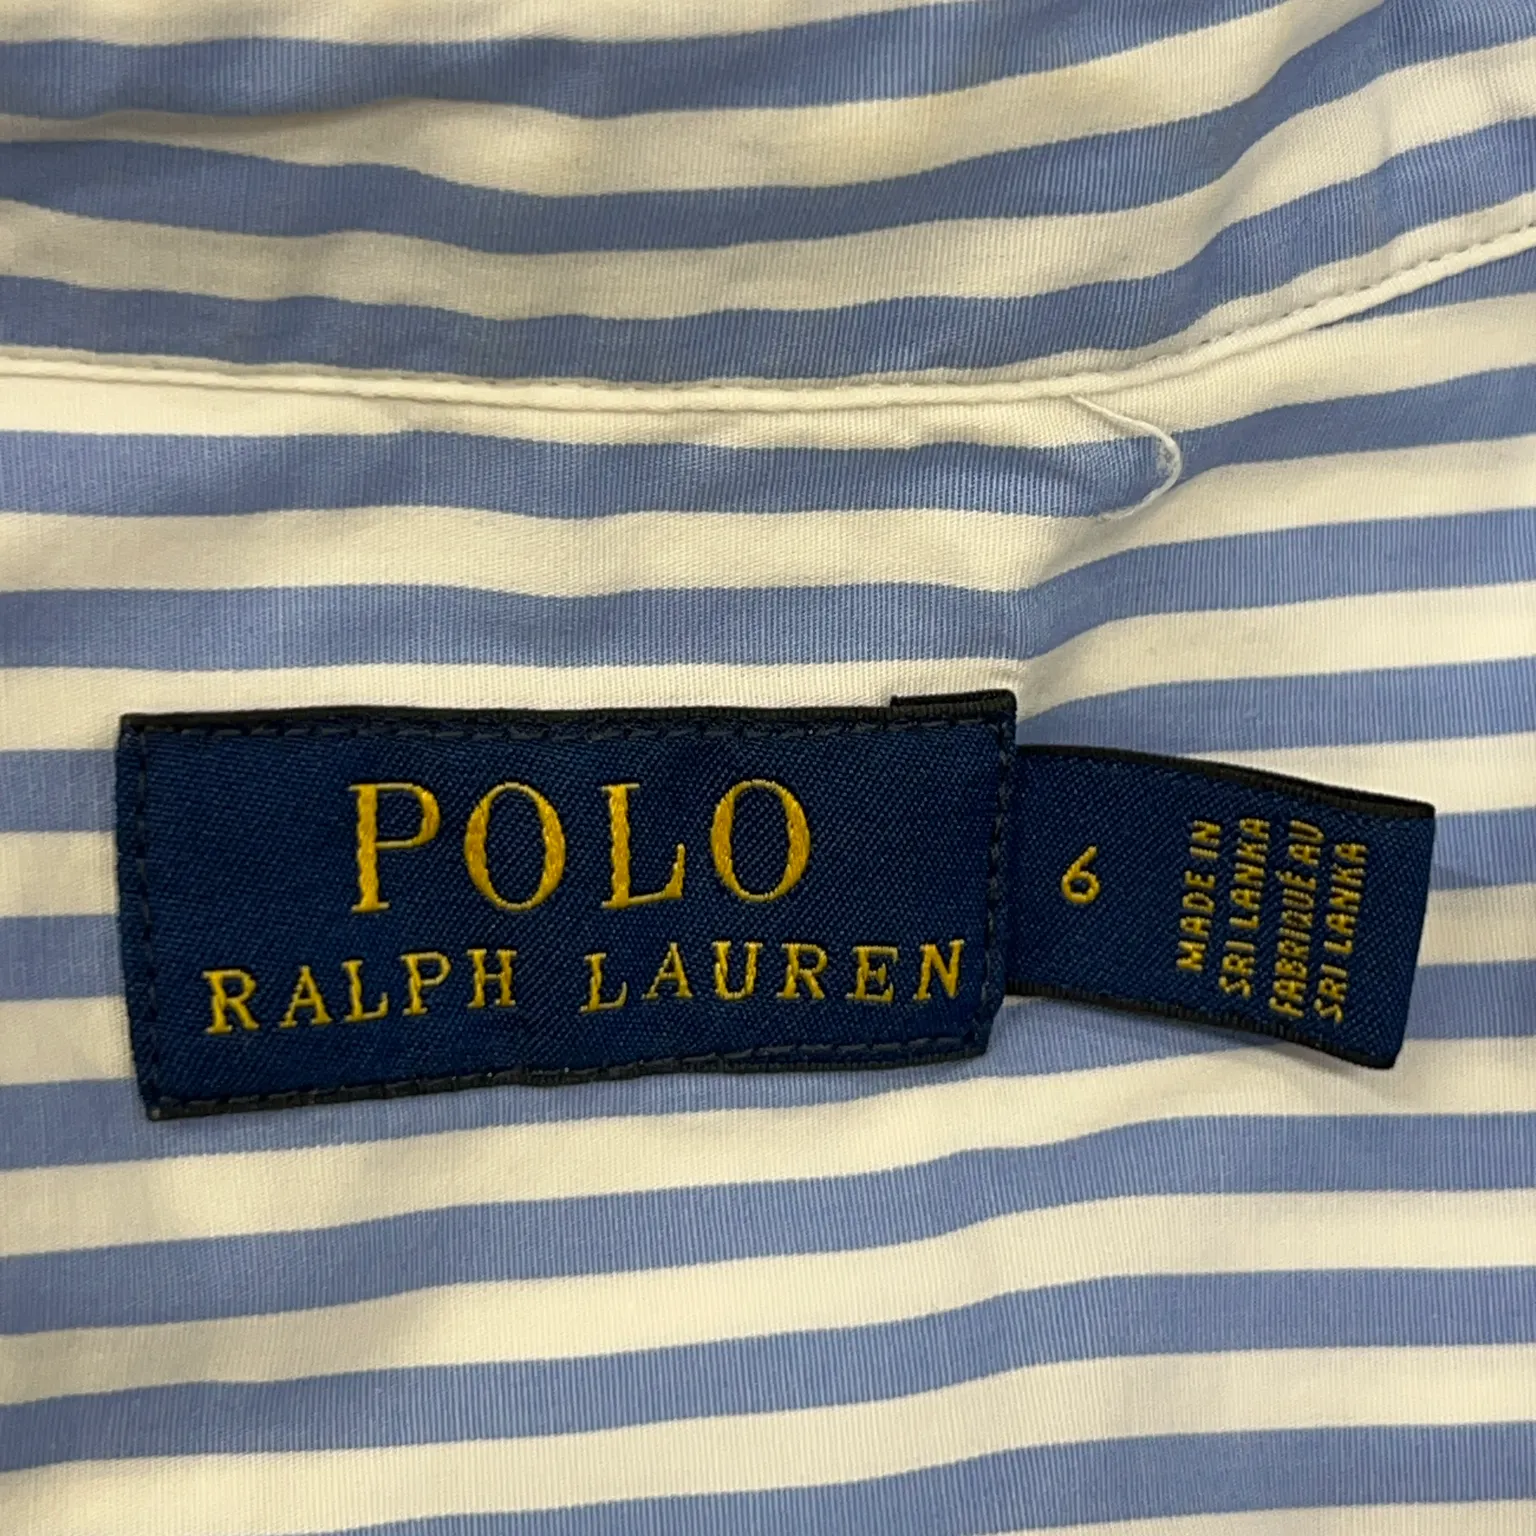 POLO
RALPH LAUREN
6
MADE IN
SRI LANKA
FABRIQUÉ AU
SRI LANKA